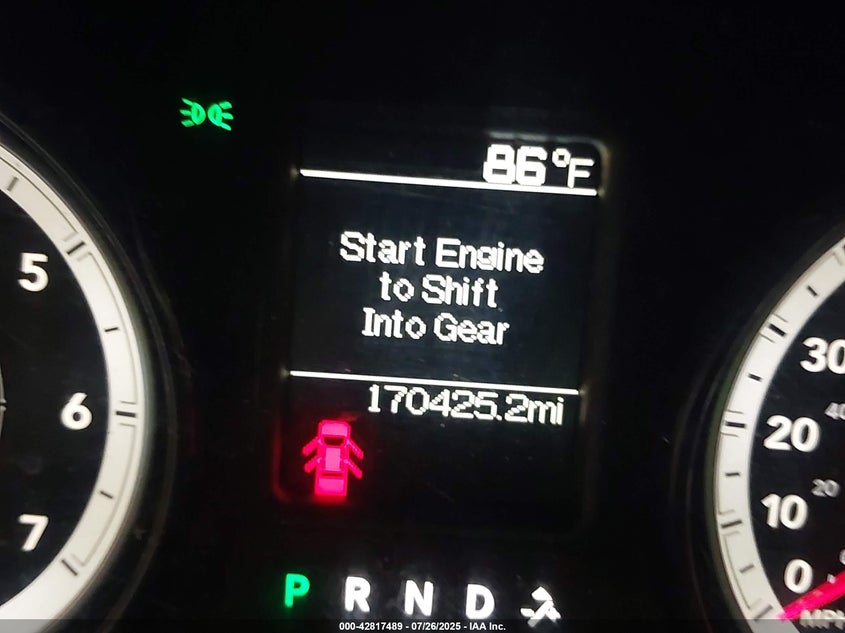 86°F
Start Engine
to Shift
Into Gear
170425.2mi
5
6
7
30
20
10
0
40
20
MPH
P R N D
000-42817489 - 07/26/2025 - IAA Inc.